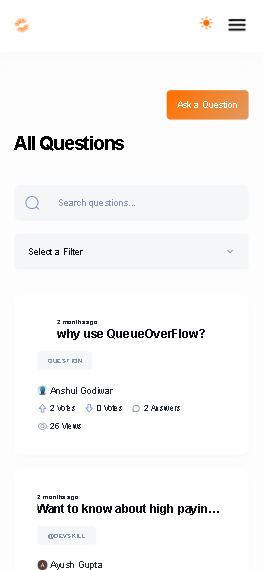 Ask a Question
All Questions
Search questions...
Select a Filter
2 months ago
why use QueueOverFlow?
QUESTION
Anshul Godiwar
2 Votes 0 Votes 2 Answers
26 Views
2 months ago
Want to know about high payin...
@DEVSKILL
A Ayush Gupta